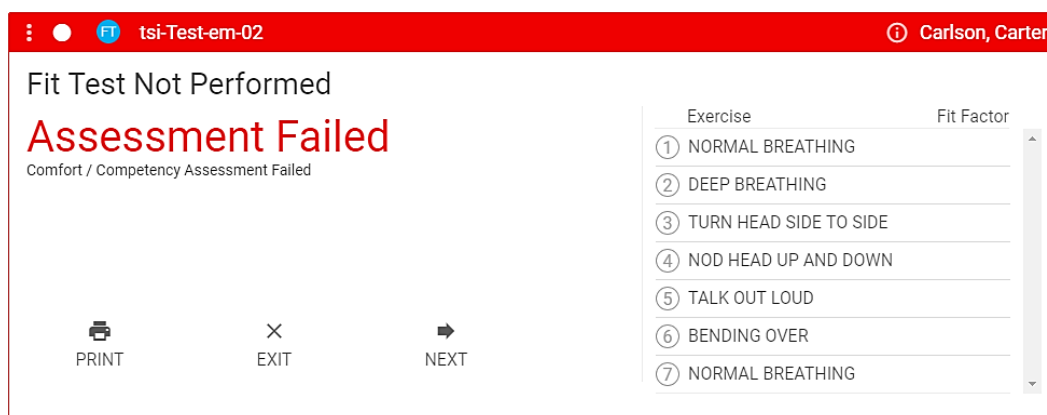 FT tsi-Test-em-02 Carlson, Carter
Fit Test Not Performed
Assessment Failed
Comfort / Competency Assessment Failed
PRINT EXIT NEXT
Exercise Fit Factor
1 NORMAL BREATHING
2 DEEP BREATHING
3 TURN HEAD SIDE TO SIDE
4 NOD HEAD UP AND DOWN
5 TALK OUT LOUD
6 BENDING OVER
7 NORMAL BREATHING